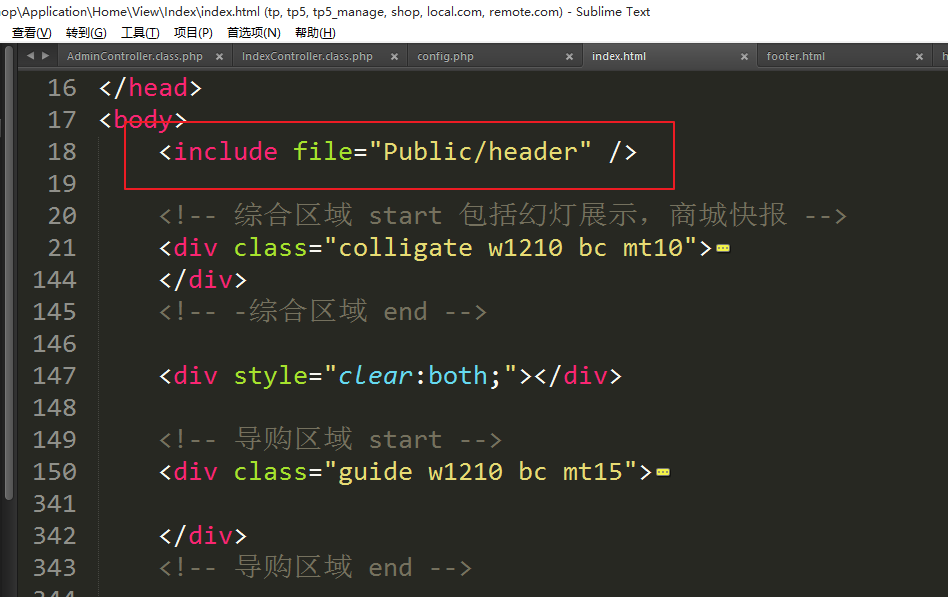 op\Application\Home\View\Index\index.html (tp, tp5, tp5_manage, shop, local.com, remote.com) - Sublime Text
查看(V) 转到(G) 工具(T) 项目(P) 首选项(N) 帮助(H)
AdminController.class.php × IndexController.class.php × config.php × index.html × footer.html ×
16 </head>
17 <body>
18 <include file="Public/header" />
19
20 <!-- 综合区域 start 包括幻灯展示，商城快报 -->
21 <div class="colligate w1210 bc mt10">
144 </div>
145 <!-- -综合区域 end -->
146
147 <div style="clear:both;"></div>
148
149 <!-- 导购区域 start -->
150 <div class="guide w1210 bc mt15">
341
342 </div>
343 <!-- 导购区域 end -->